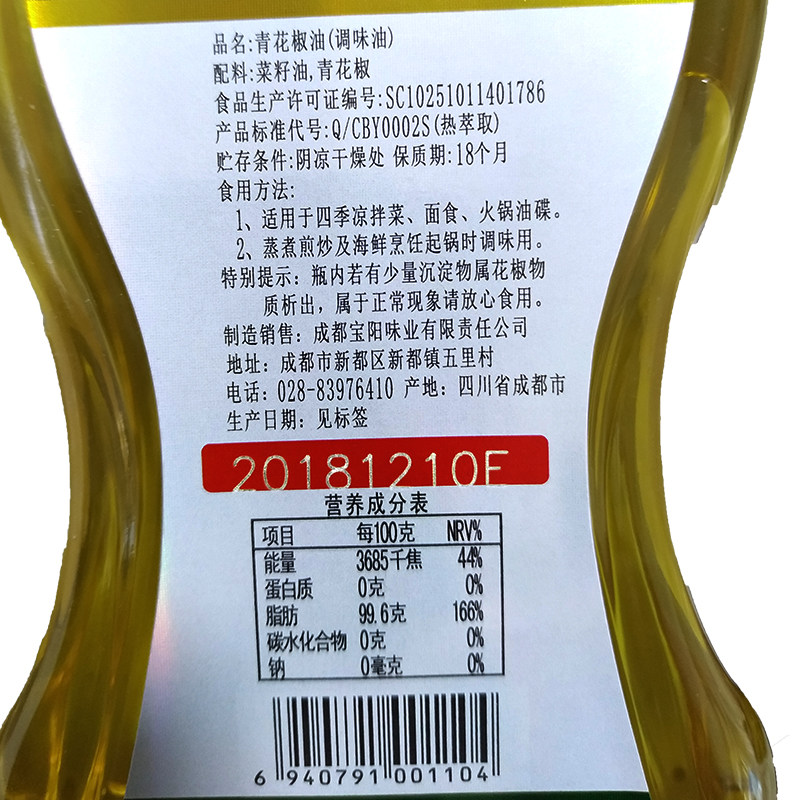 品名:青花椒油(调味油)
配料:菜籽油,青花椒
食品生产许可证编号:SC10251011401786
产品标准代号:Q/CBY0002S(热萃取)
贮存条件:阴凉干燥处 保质期:18个月
食用方法:
1、适用于四季凉拌菜、面食、火锅油碟。
2、蒸煮煎炒及海鲜烹饪起锅时调味用。
特别提示：瓶内若有少量沉淀物属花椒物
质析出，属于正常现象请放心食用。
制造销售：成都宝阳味业有限责任公司
地址：成都市新都区新都镇五里村
电话：028-83976410 产地：四川省成都市
生产日期：见标签
20181210E
营养成分表
项目 每100克 NRV%
能量 3685千焦 44%
蛋白质 0克 0%
脂肪 99.6克 166%
碳水化合物 0克 0%
钠 0毫克 0%
6 940791 001104